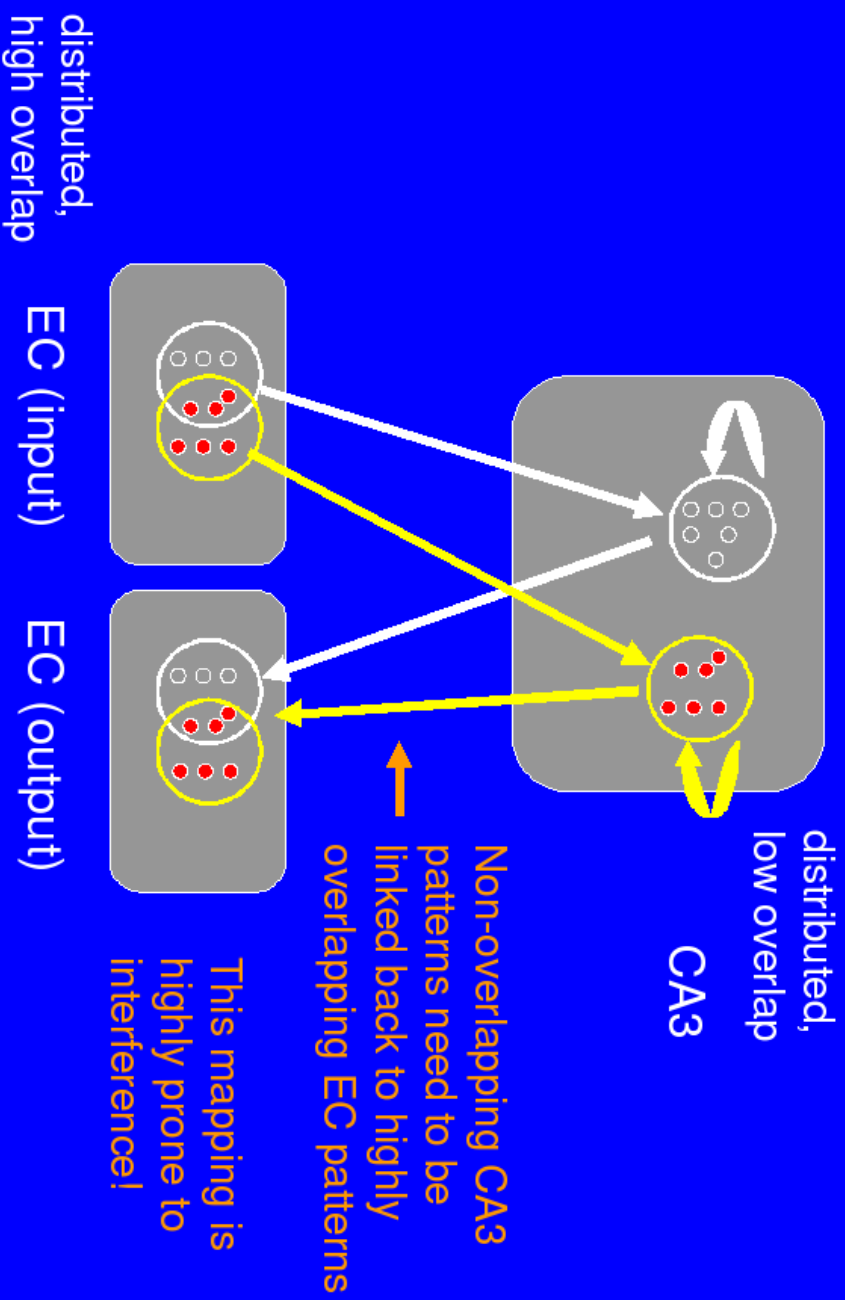 distributed,
low overlap
CA3
Non-overlapping CA3
patterns need to be
linked back to highly
overlapping EC patterns
This mapping is
highly prone to
interference!
distributed,
high overlap
EC (input)
EC (output)